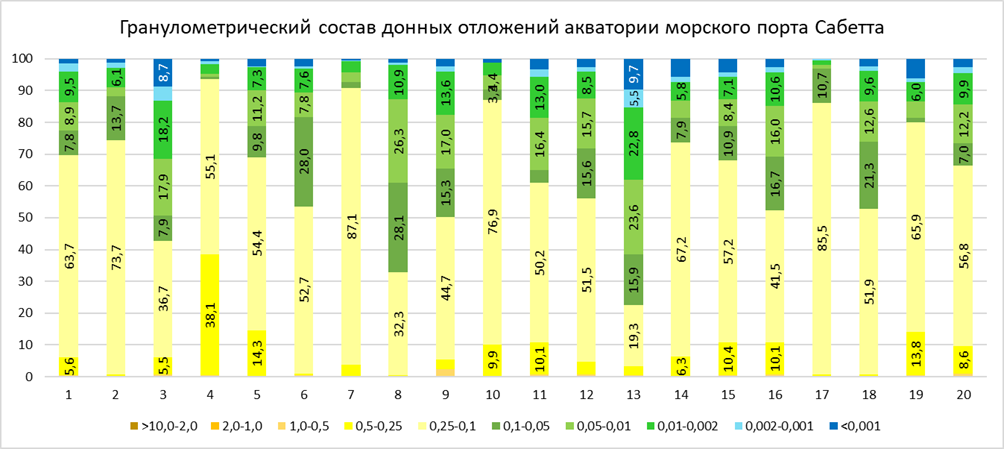 Гранулометрический состав донных отложений акватории морского порта Сабетта
100
90
80
70
60
50
40
30
20
10
0
5,6 63,7 7,8 8,9 9,5
73,7 13,7 6,1
5,5 36,7 7,9 17,9 18,2 8,7
38,1 55,1
14,3 54,4 9,8 11,2 7,3
52,7 28,0 7,8 7,6
87,1
32,3 28,1 26,3 10,9
44,7 15,3 17,0 13,6
9,9 76,9
10,1 50,2 16,4 13,0
51,5 15,6 15,7 8,5
19,3 15,9 23,6 22,8 5,5 9,7
6,3 67,2 7,9 5,8
10,4 57,2 10,9 8,4 7,1
10,1 41,5 16,7 16,0 10,6
85,5 10,7
51,9 21,3 12,6 9,6
13,8 65,9 6,0
8,6 56,8 7,0 12,2 9,9
1 2 3 4 5 6 7 8 9 10 11 12 13 14 15 16 17 18 19 20
>10,0-2,0 2,0-1,0 1,0-0,5 0,5-0,25 0,25-0,1 0,1-0,05 0,05-0,01 0,01-0,002 0,002-0,001 <0,001